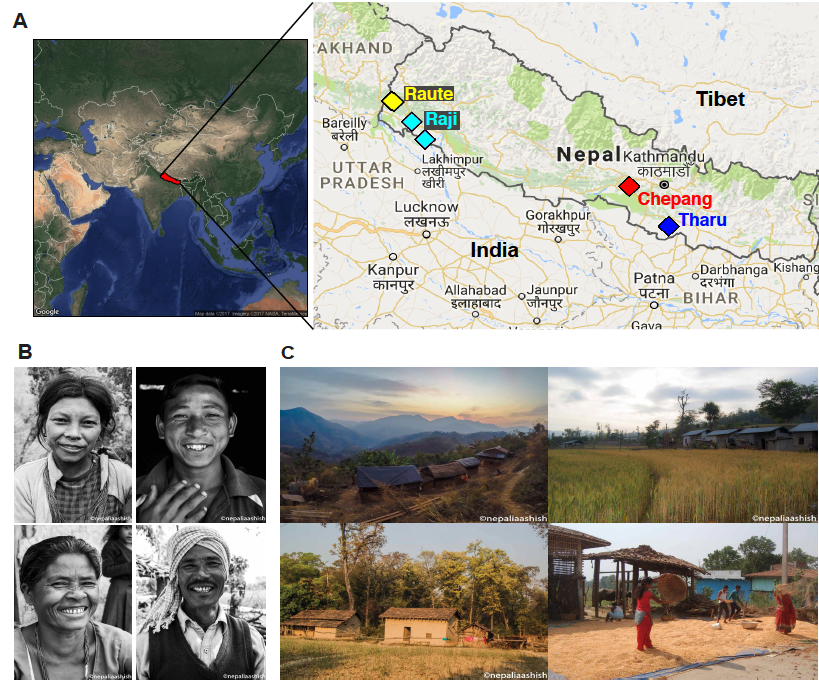 A
Google
AKHAND
Raute
Raji
Bareilly
बरेली
UTTAR
PRADESH
Lakhimpur
लखीमपुर
खीरी
Lucknow
लखनऊ
Kanpur
कानपुर
Tibet
Nepal
Kathmandu
काठमाडौं
Chepang
Tharu
Gorakhpur
गोरखपुर
India
Allahabad
इलाहाबाद
Jaunpur
जौनपुर
Patna
पटना
Darbhanga
दरभंगा
Kishang
BIHAR
Gaya
SI
B
©nepaliaashish
©nepaliaashish
©nepaliaashish
©nepaliaashish
C
©nepaliaashish
©nepaliaashish
©nepaliaashish
©nepaliaashish